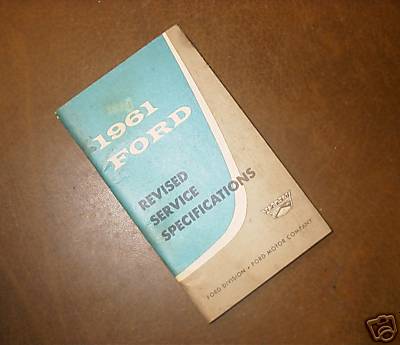 1961
FORD
REVISED
SERVICE
SPECIFICATIONS
FORD DIVISION • FORD MOTOR COMPANY